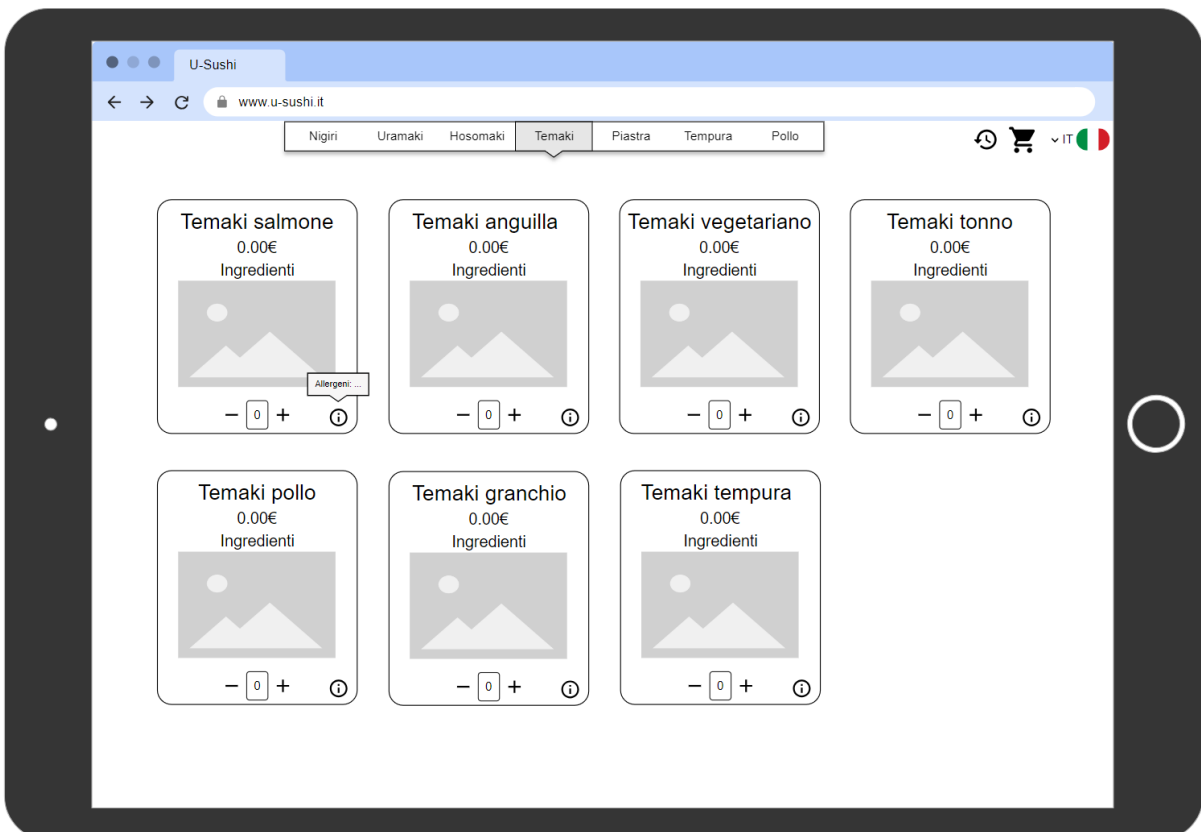 U-Sushi
www.u-sushi.it
Nigiri Uramaki Hosomaki Temaki Piastra Tempura Pollo
IT
Temaki salmone
0.00€
Ingredienti
Allergeni: ...
0
Temaki anguilla
0.00€
Ingredienti
0
Temaki vegetariano
0.00€
Ingredienti
0
Temaki tonno
0.00€
Ingredienti
0
Temaki pollo
0.00€
Ingredienti
0
Temaki granchio
0.00€
Ingredienti
0
Temaki tempura
0.00€
Ingredienti
0